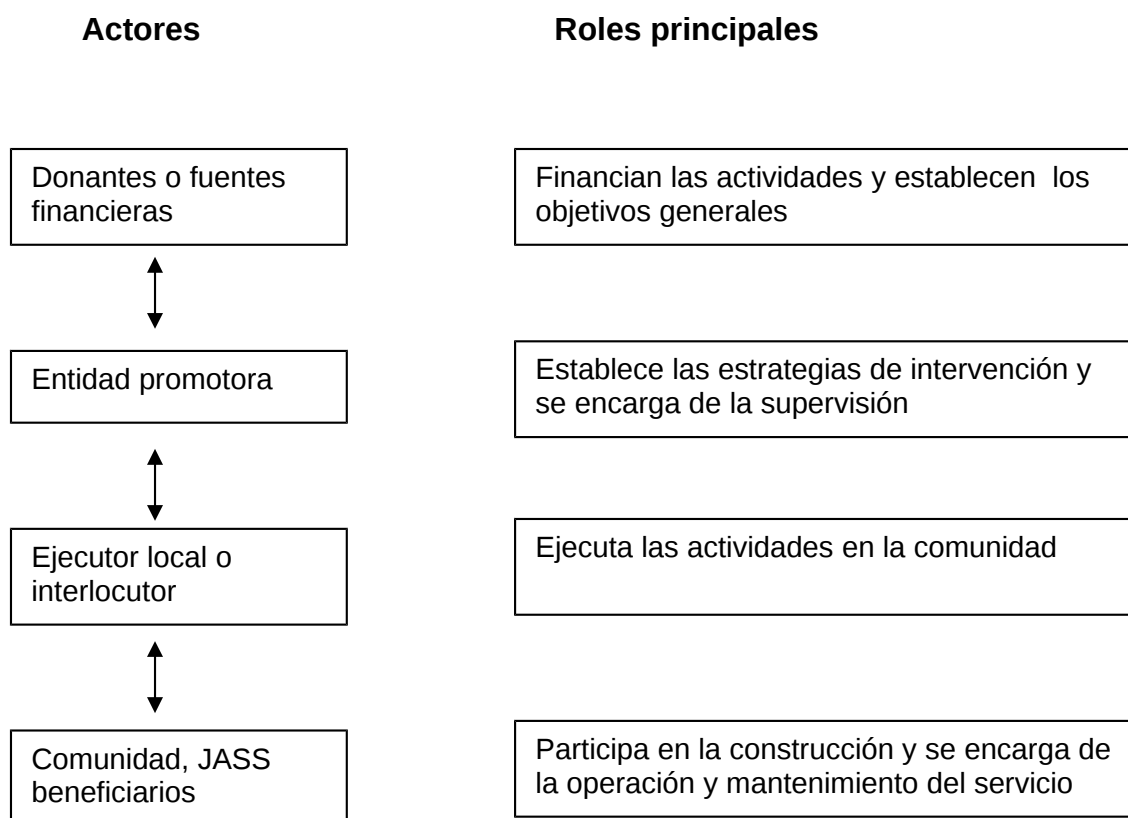 Actores
Roles principales
Donantes o fuentes
financieras
Financian las actividades y establecen  los
objetivos generales
Entidad promotora
Establece las estrategias de intervención y
se encarga de la supervisión
Ejecutor local o
interlocutor
Ejecuta las actividades en la comunidad
Comunidad, JASS
beneficiarios
Participa en la construcción y se encarga de
la operación y mantenimiento del servicio